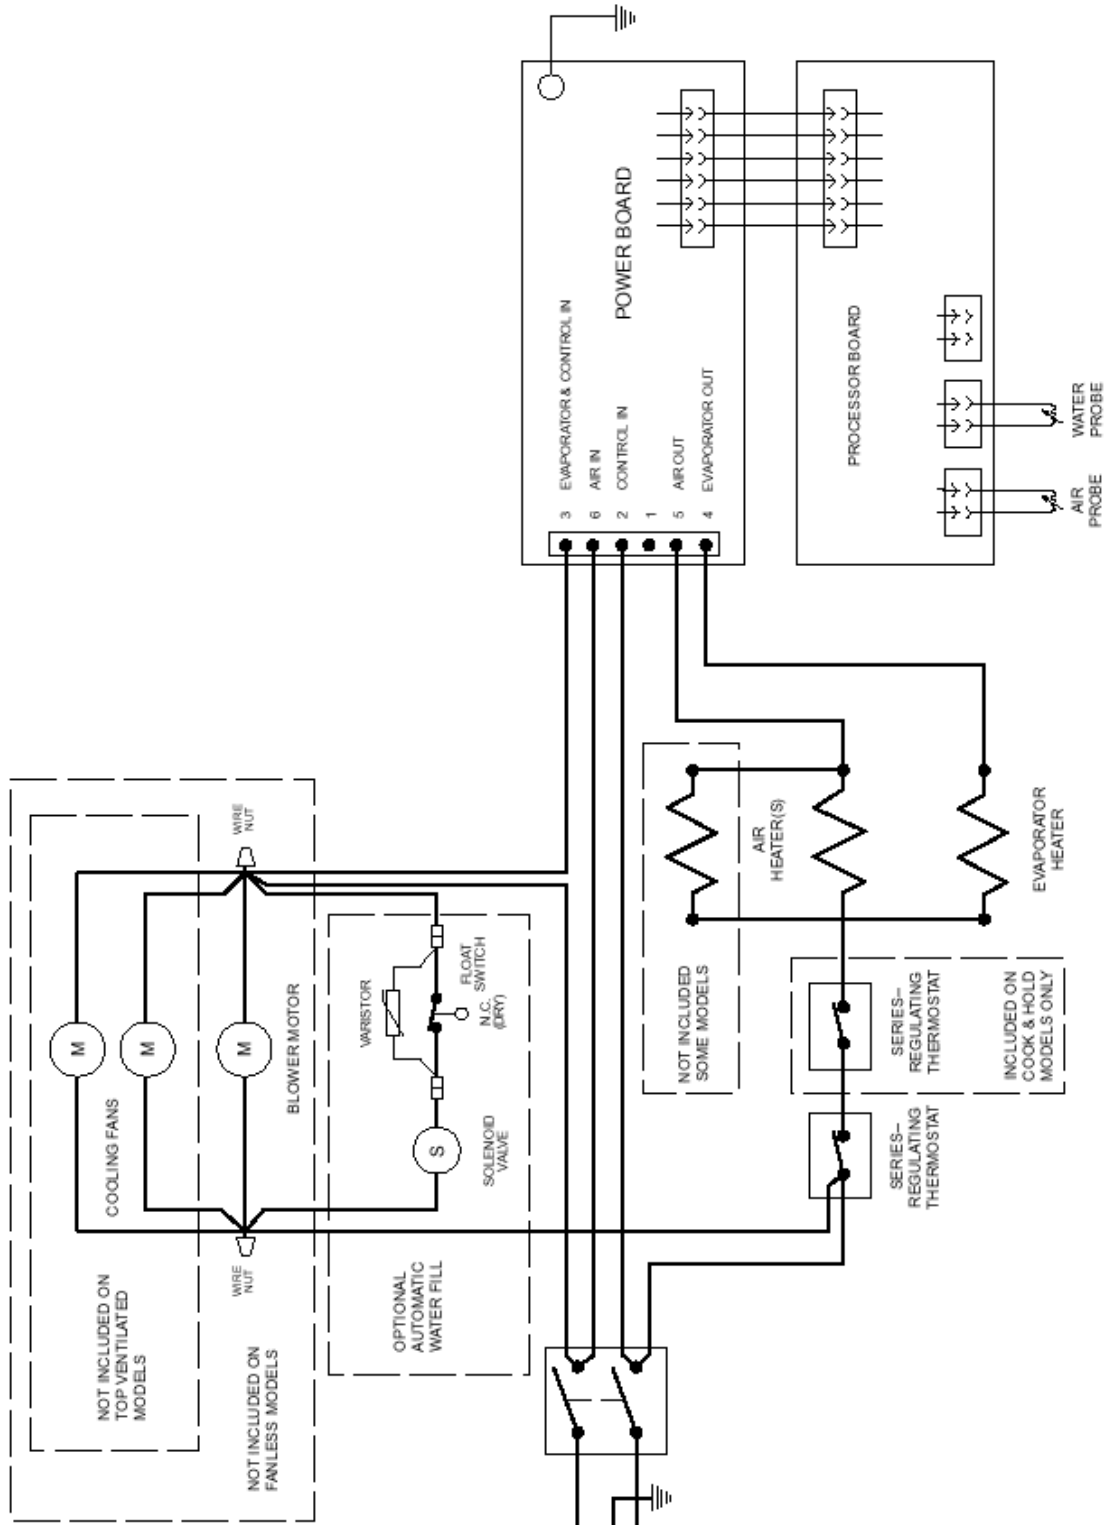 POWER BOARD
3 EVAPORATOR & CONTROL IN
6 AIR IN
2 CONTROL IN
1
5 AIR OUT
4 EVAPORATOR OUT
PROCESSOR BOARD
WATER
PROBE
AIR
PROBE
WIRE
NUT
M
M
M
COOLING FANS
BLOWER MOTOR
VARISTOR
FLOAT
SWITCH
N.C.
(DRY)
S
SOLENOID
VALVE
WIRE
NUT
NOT INCLUDED ON
TOP VENTILATED
MODELS
NOT INCLUDED ON
FANLESS MODELS
OPTIONAL
AUTOMATIC
WATER FILL
AIR
HEATER(S)
EVAPORATOR
HEATER
NOT INCLUDED
SOME MODELS
SERIES–
REGULATING
THERMOSTAT
INCLUDED ON
COOK & HOLD
MODELS ONLY
SERIES–
REGULATING
THERMOSTAT